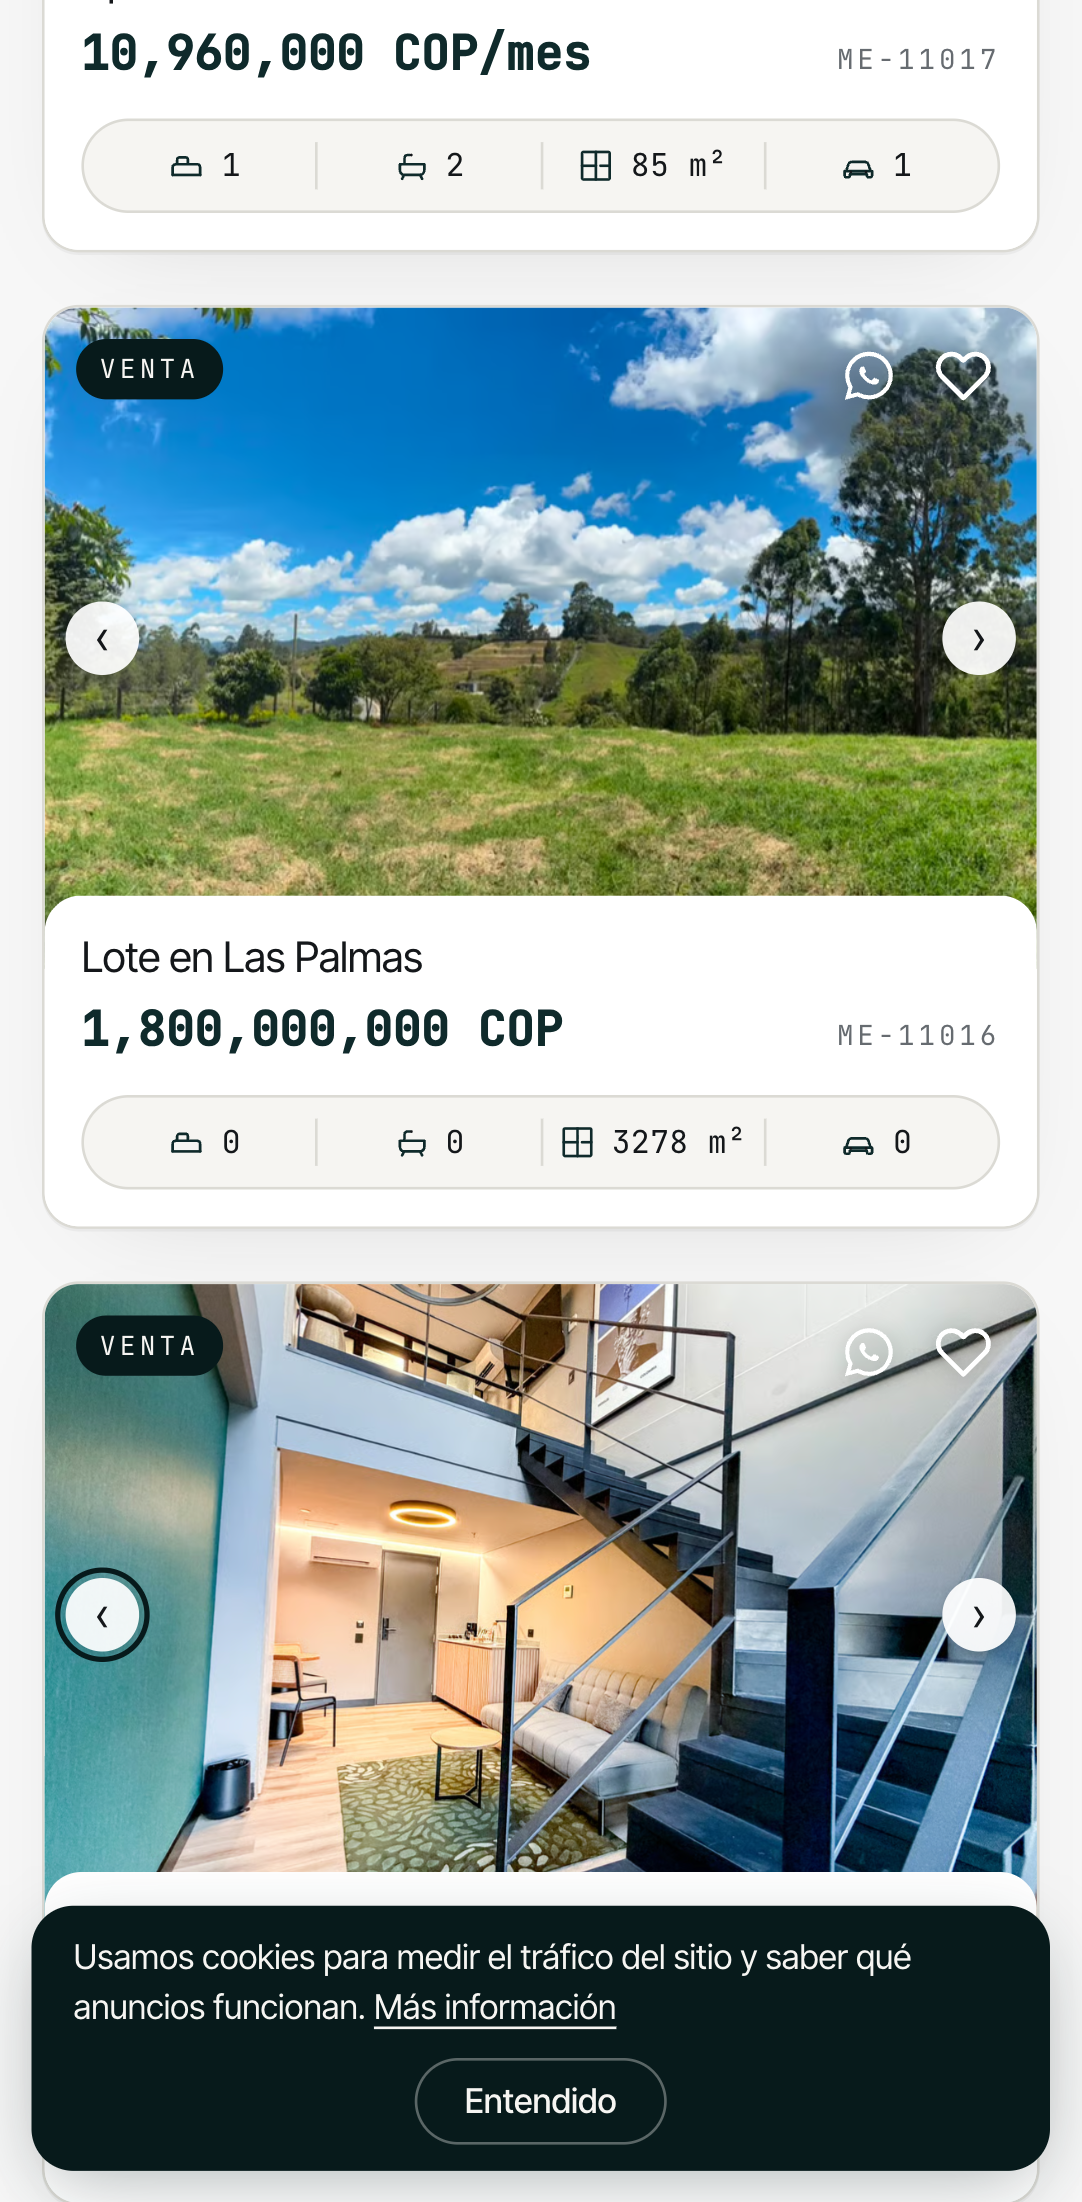 10,960,000 COP/mes
ME-11017
1
2
85 m²
1
VENTA
Lote en Las Palmas
1,800,000,000 COP
ME-11016
0
0
3278 m²
0
VENTA
Usamos cookies para medir el tráfico del sitio y saber qué
anuncios funcionan. Más información
Entendido